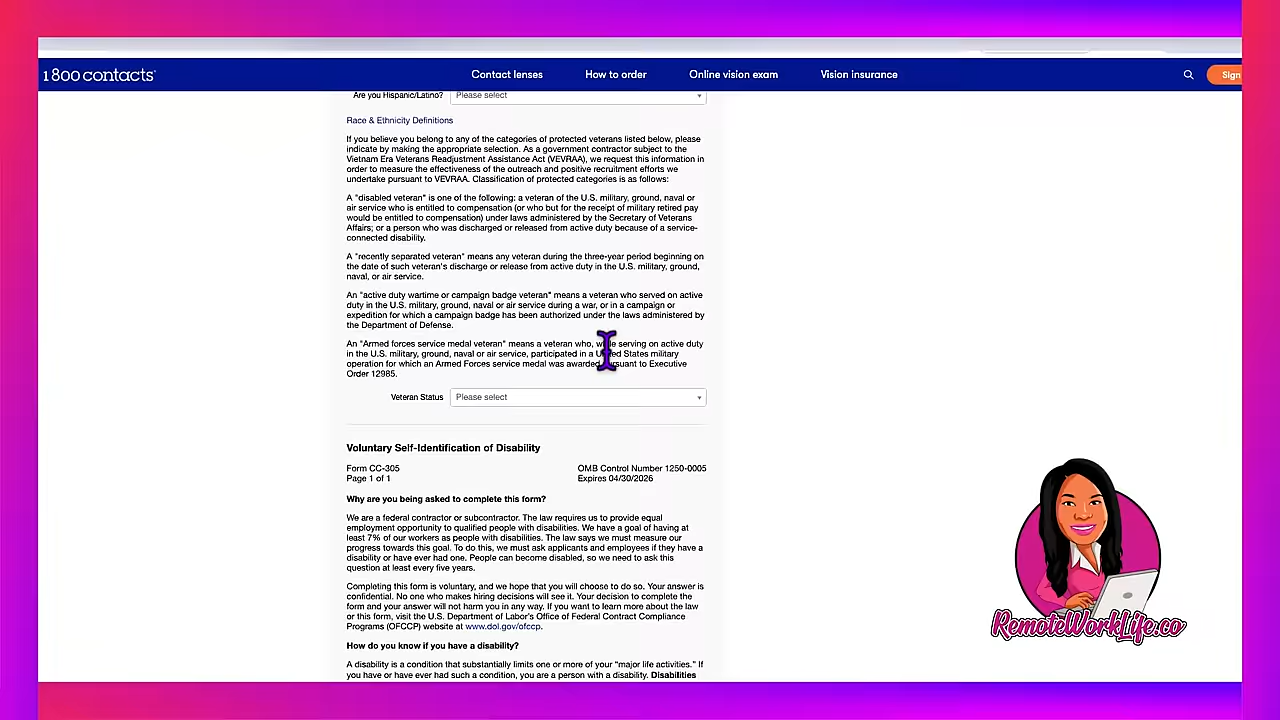 1 800 contacts
Contact lenses
How to order
Online vision exam
Vision insurance
Sign
Are you Hispanic/Latino?
Please select
Race & Ethnicity Definitions
If you believe you belong to any of the categories of protected veterans listed below, please
indicate by making the appropriate selection. As a government contractor subject to the
Vietnam Era Veterans Readjustment Assistance Act (VEVRAA), we request this information in
order to measure the effectiveness of the outreach and positive recruitment efforts we
undertake pursuant to VEVRAA. Classification of protected categories is as follows:
A "disabled veteran" is one of the following: a veteran of the U.S. military, ground, naval or
air service who is entitled to compensation (or who but for the receipt of military retired pay
would be entitled to compensation) under laws administered by the Secretary of Veterans
Affairs; or a person who was discharged or released from active duty because of a service-
connected disability.
A "recently separated veteran" means any veteran during the three-year period beginning on
the date of such veteran's discharge or release from active duty in the U.S. military, ground,
naval, or air service.
An "active duty wartime or campaign badge veteran" means a veteran who served on active
duty in the U.S. military, ground, naval or air service during a war, or in a campaign or
expedition for which a campaign badge has been authorized under the laws administered by
the Department of Defense.
An "Armed forces service medal veteran" means a veteran who, while serving on active duty
in the U.S. military, ground, naval or air service, participated in a United States military
operation for which an Armed Forces service medal was awarded pursuant to Executive
Order 12985.
Veteran Status
Please select
Voluntary Self-Identification of Disability
Form CC-305
OMB Control Number 1250-0005
Page 1 of 1
Expires 04/30/2026
Why are you being asked to complete this form?
We are a federal contractor or subcontractor. The law requires us to provide equal
employment opportunity to qualified people with disabilities. We have a goal of having at
least 7% of our workers as people with disabilities. The law says we must measure our
progress towards this goal. To do this, we must ask applicants and employees if they have a
disability or have ever had one. People can become disabled, so we need to ask this
question at least every five years.
Completing this form is voluntary, and we hope that you will choose to do so. Your answer is
confidential. No one who makes hiring decisions will see it. Your decision to complete the
form and your answer will not harm you in any way. If you want to learn more about the law
or this form, visit the U.S. Department of Labor's Office of Federal Contract Compliance
Programs (OFCCP) website at www.dol.gov/ofccp.
How do you know if you have a disability?
A disability is a condition that substantially limits one or more of your "major life activities." If
you have or have ever had such a condition, you are a person with a disability. Disabilities
RemoteWorkLife.co